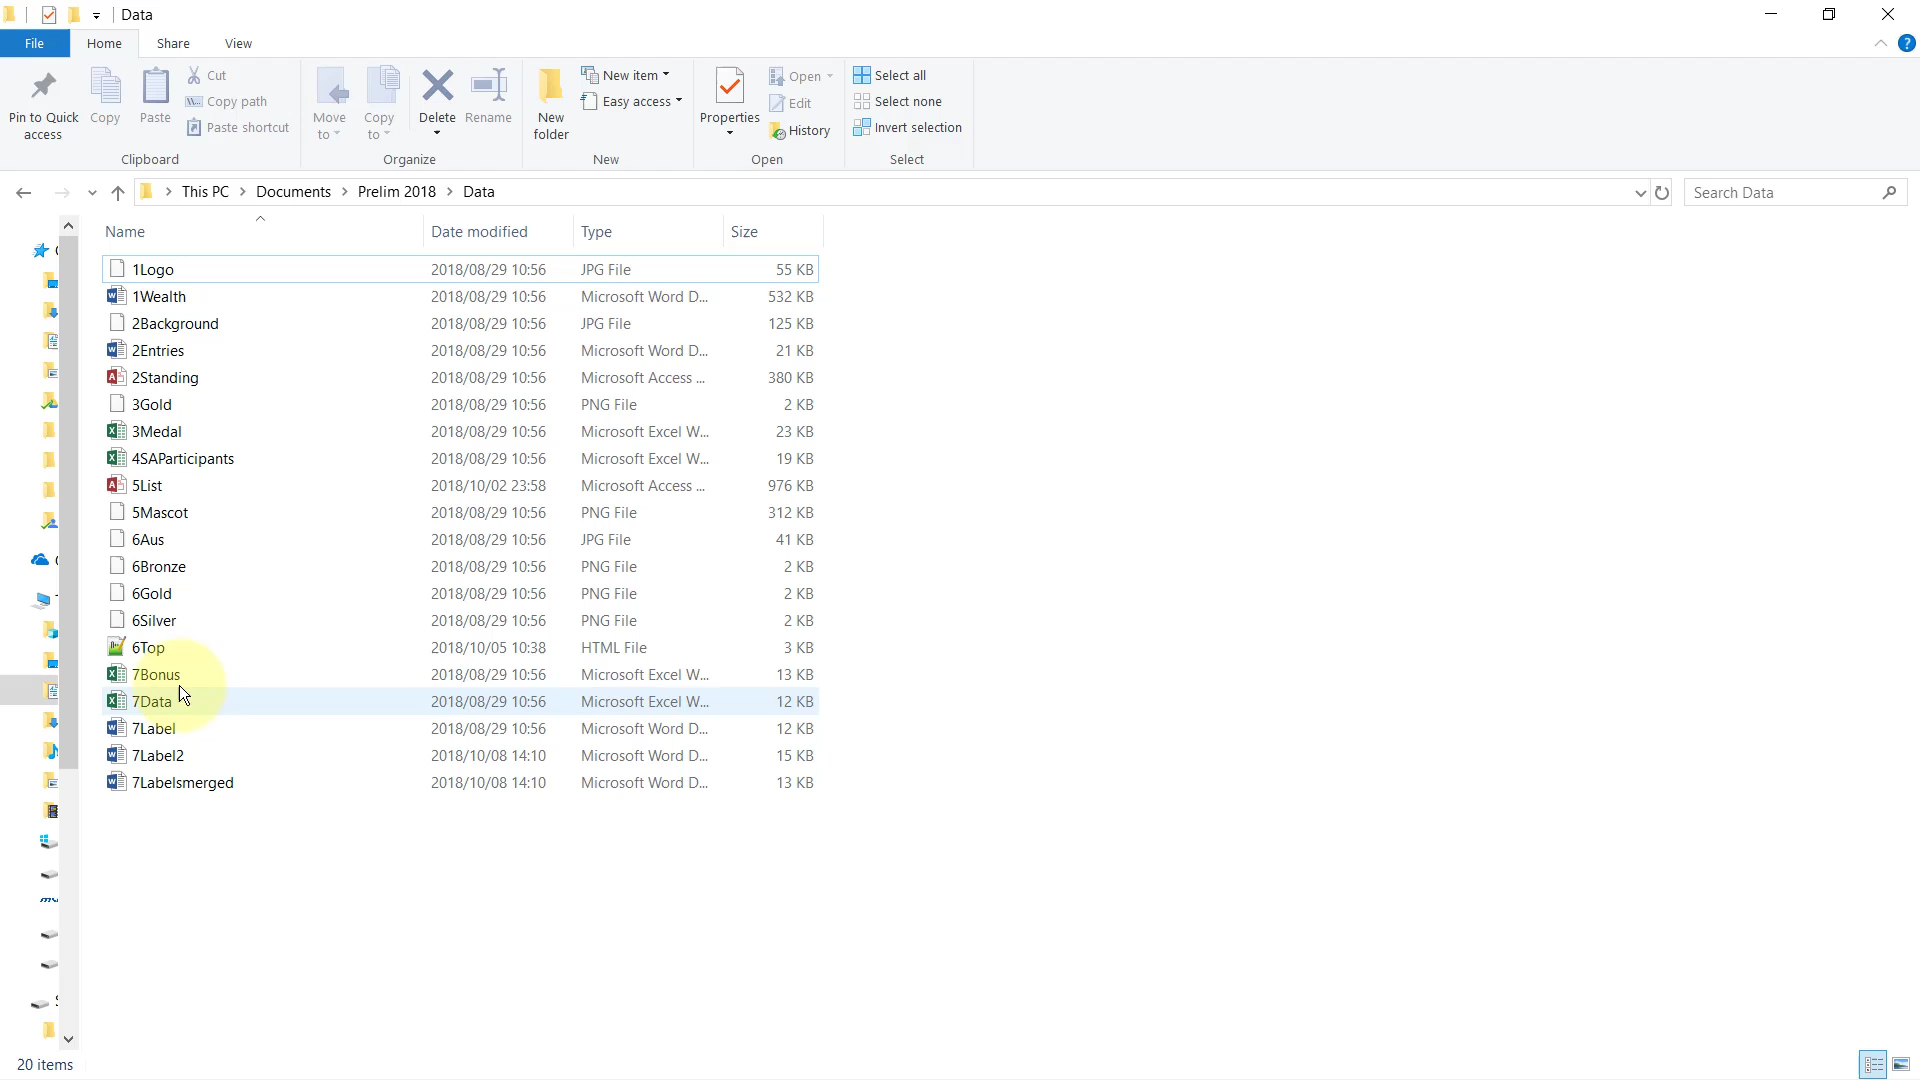 Data
File Home Share View
Pin to Quick access
Copy
Paste
Cut
Copy path
Paste shortcut
Clipboard
Move to
Copy to
Delete
Rename
Organize
New folder
New item
Easy access
New
Properties
Open
Edit
History
Open
Select all
Select none
Invert selection
Select
This PC Documents Prelim 2018 Data
Search Data
Name Date modified Type Size
1Logo 2018/08/29 10:56 JPG File 55 KB
1Wealth 2018/08/29 10:56 Microsoft Word D... 532 KB
2Background 2018/08/29 10:56 JPG File 125 KB
2Entries 2018/08/29 10:56 Microsoft Word D... 21 KB
2Standing 2018/08/29 10:56 Microsoft Access ... 380 KB
3Gold 2018/08/29 10:56 PNG File 2 KB
3Medal 2018/08/29 10:56 Microsoft Excel W... 23 KB
4SAParticipants 2018/08/29 10:56 Microsoft Excel W... 19 KB
5List 2018/10/02 23:58 Microsoft Access ... 976 KB
5Mascot 2018/08/29 10:56 PNG File 312 KB
6Aus 2018/08/29 10:56 JPG File 41 KB
6Bronze 2018/08/29 10:56 PNG File 2 KB
6Gold 2018/08/29 10:56 PNG File 2 KB
6Silver 2018/08/29 10:56 PNG File 2 KB
6Top 2018/10/05 10:38 HTML File 3 KB
7Bonus 2018/08/29 10:56 Microsoft Excel W... 13 KB
7Data 2018/08/29 10:56 Microsoft Excel W... 12 KB
7Label 2018/08/29 10:56 Microsoft Word D... 12 KB
7Label2 2018/10/08 14:10 Microsoft Word D... 15 KB
7Labelsmerged 2018/10/08 14:10 Microsoft Word D... 13 KB
20 items